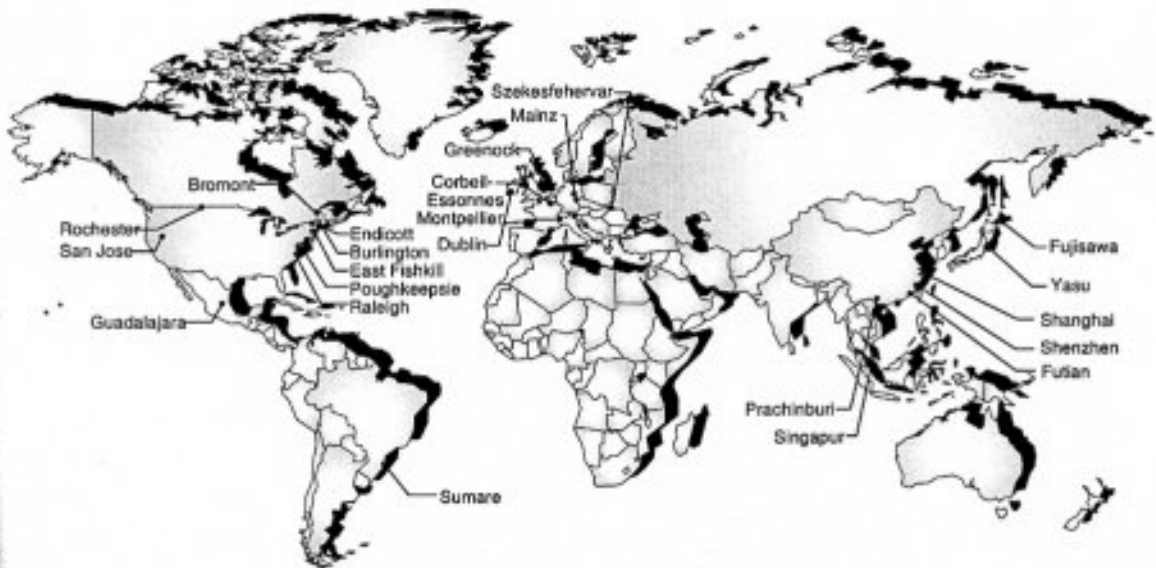 Szekesfehervar
Mainz
Greenock
Corbeil-
Essonnes
Montpellier
Dublin
Bromont
Rochester
San Jose
Endicott
Burlington
East Fishkill
Poughkeepsie
Raleigh
Guadalajara
Sumare
Fujisawa
Yasu
Shanghai
Shenzhen
Futian
Prachinburi
Singapur